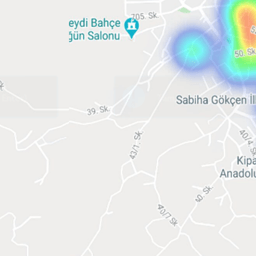 705. Sk
eydi Bahçe
ğün Salonu
50. Sk
Sabiha Gökçen İl
39. Sk
43/1. Sk
40/4
Kipa
Anadolu
40. Sk
40/7 Sk